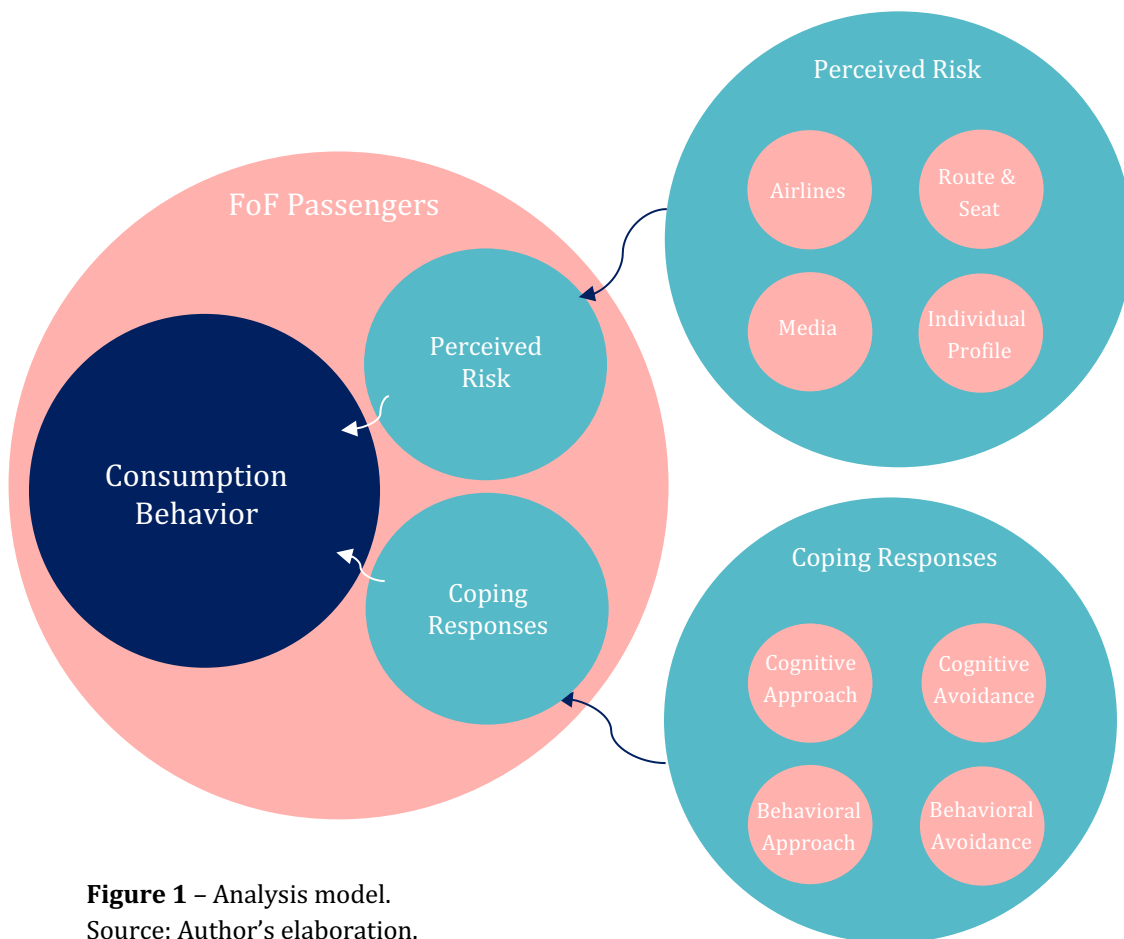 FoF Passengers
Perceived
Risk
Consumption
Behavior
Coping
Responses
Perceived Risk
Airlines
Route &
Seat
Media
Individual
Profile
Coping Responses
Cognitive
Approach
Cognitive
Avoidance
Behavioral
Approach
Behavioral
Avoidance
Figure 1 – Analysis model.
Source: Author’s elaboration.